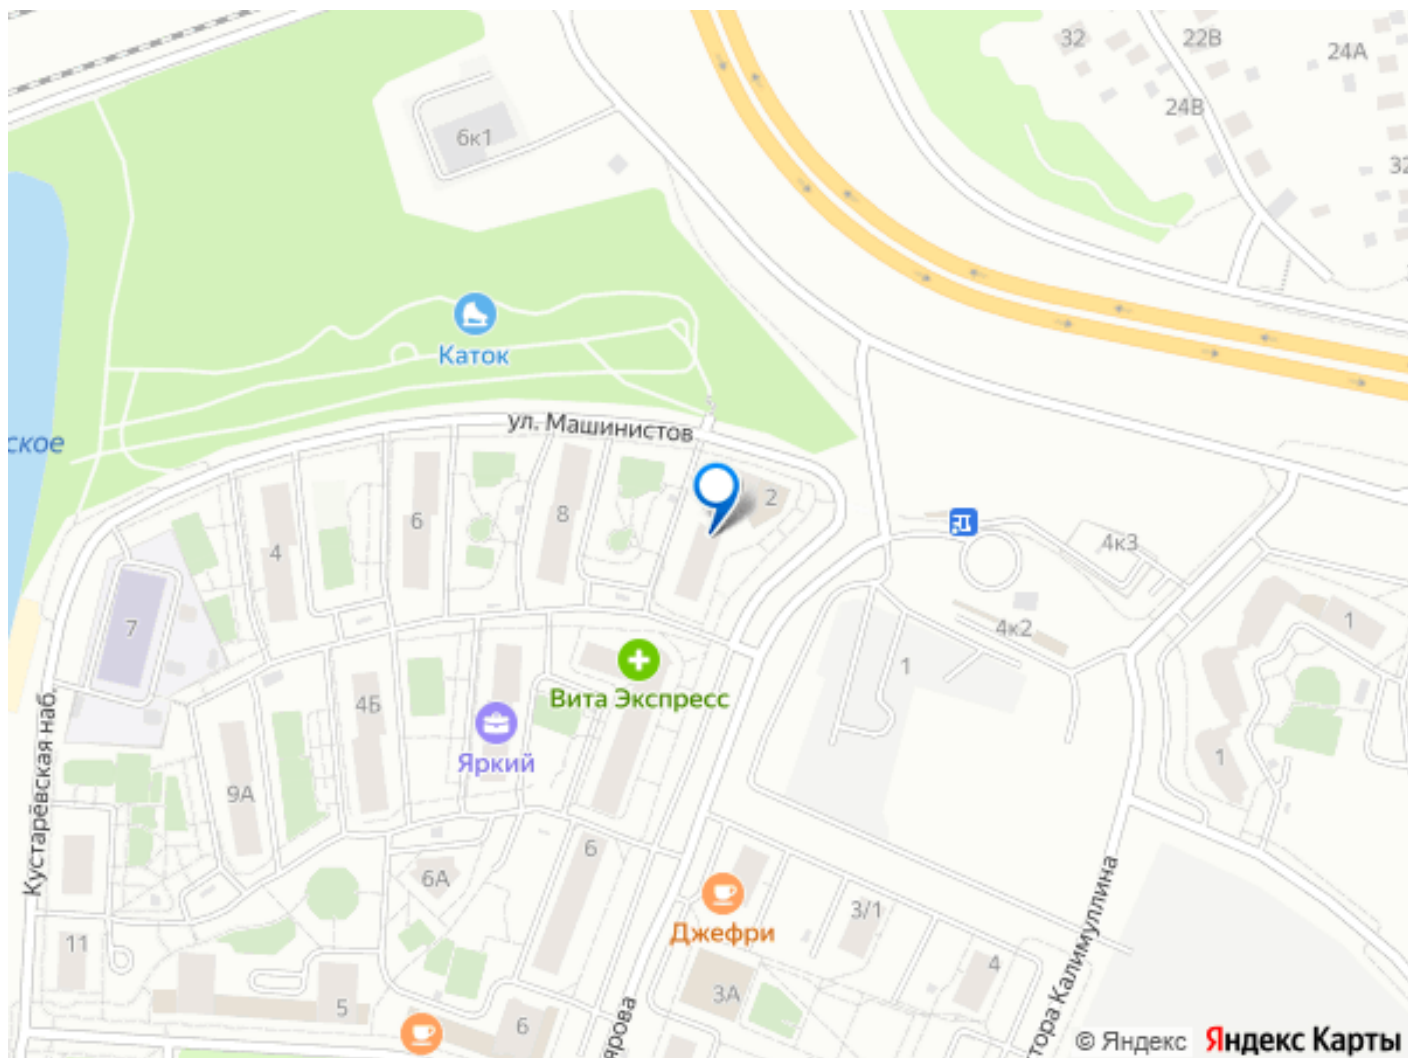 32
22В
24А
24В
32
6к1
Каток
ул. Машинистов
ское
2
8
6
4
4к3
7
4к2
1
1
Вита Экспресс
4Б
Яркий
1
9А
Кустарёвская наб.
6
6А
3/1
Джефри
11
4
3А
5
6
ярова
тора Калимуллина
© Яндекс Яндекс Карты